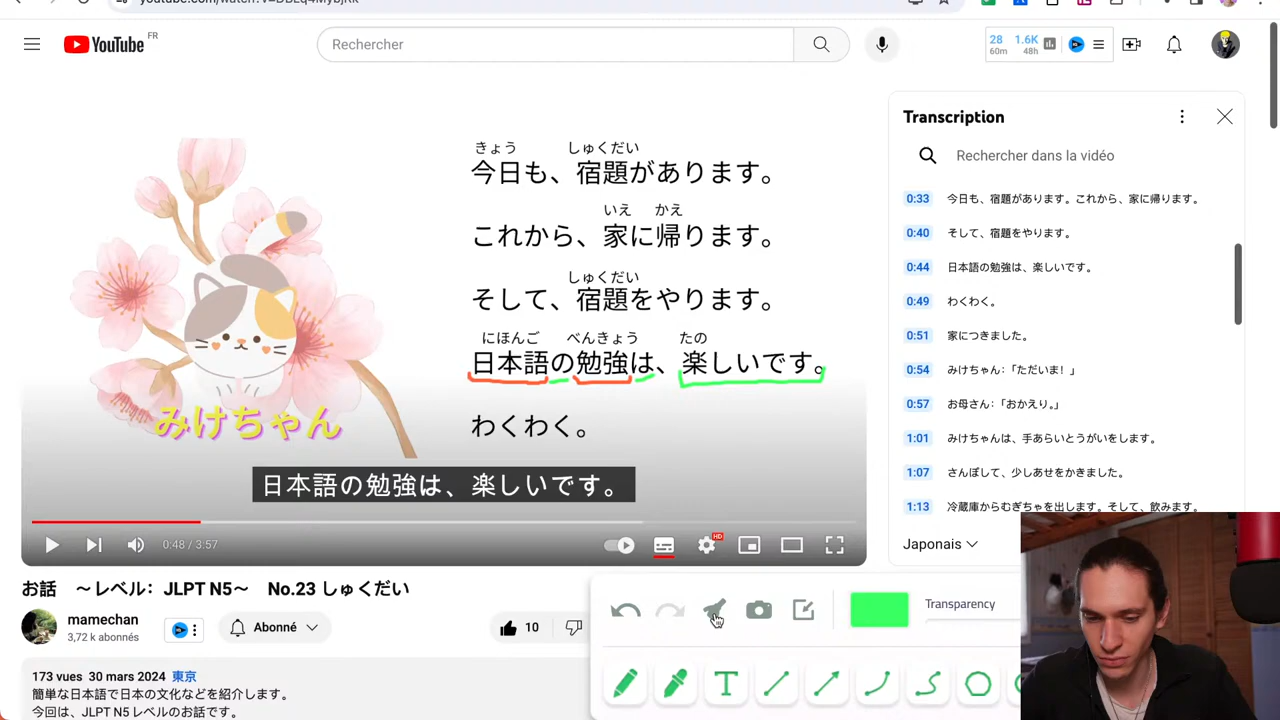 YouTube FR
Rechercher
28 60m 1.6K 48h
きょう しゅくだい
今日も、宿題があります。
いえ かえ
これから、家に帰ります。
しゅくだい
そして、宿題をやります。
にほんご べんきょう たの
日本語の勉強は、楽しいです。
わくわく。
みけちゃん
日本語の勉強は、楽しいです。
0:48 / 3:57
HD
Transcription
Rechercher dans la vidéo
0:33 今日も、宿題があります。これから、家に帰ります。
0:40 そして、宿題をやります。
0:44 日本語の勉強は、楽しいです。
0:49 わくわく。
0:51 家につきました。
0:54 みけちゃん：「ただいま！」
0:57 お母さん：「おかえり。」
1:01 みけちゃんは、手あらいとうがいをします。
1:07 さんぽして、少しあせをかきました。
1:13 冷蔵庫からむぎちゃを出します。そして、飲みます。
Japonais
お話 ～レベル： JLPT N5～ No.23 しゅくだい
mamechan
3,72 k abonnés
Abonné
10
Transparency
173 vues 30 mars 2024 東京
簡単な日本語で日本の文化などを紹介します。
今回は、JLPT N5レベルのお話です。